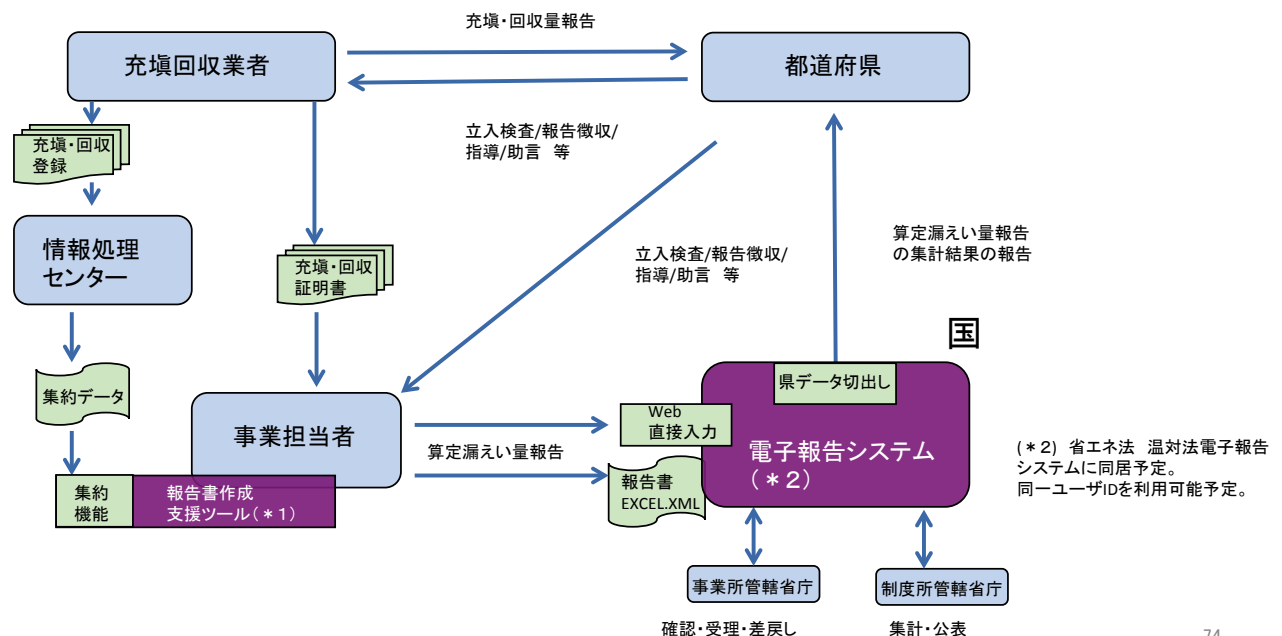 充塡・回収量報告
充塡回収業者
都道府県
充塡・回収
登録
立入検査/報告徴収/
指導/助言 等
情報処理
センター
充塡・回収
証明書
立入検査/報告徴収/
指導/助言 等
算定漏えい量報告
の集計結果の報告
国
集約データ
県データ切出し
事業担当者
Web
直接入力
電子報告システム
(＊2)
算定漏えい量報告
報告書
EXCEL.XML
(＊2) 省エネ法 温対法電子報告
システムに同居予定。
同一ユーザIDを利用可能予定。
集約
機能
報告書作成
支援ツール(＊1)
事業所管轄省庁
制度所管轄省庁
確認・受理・差戻し
集計・公表
74